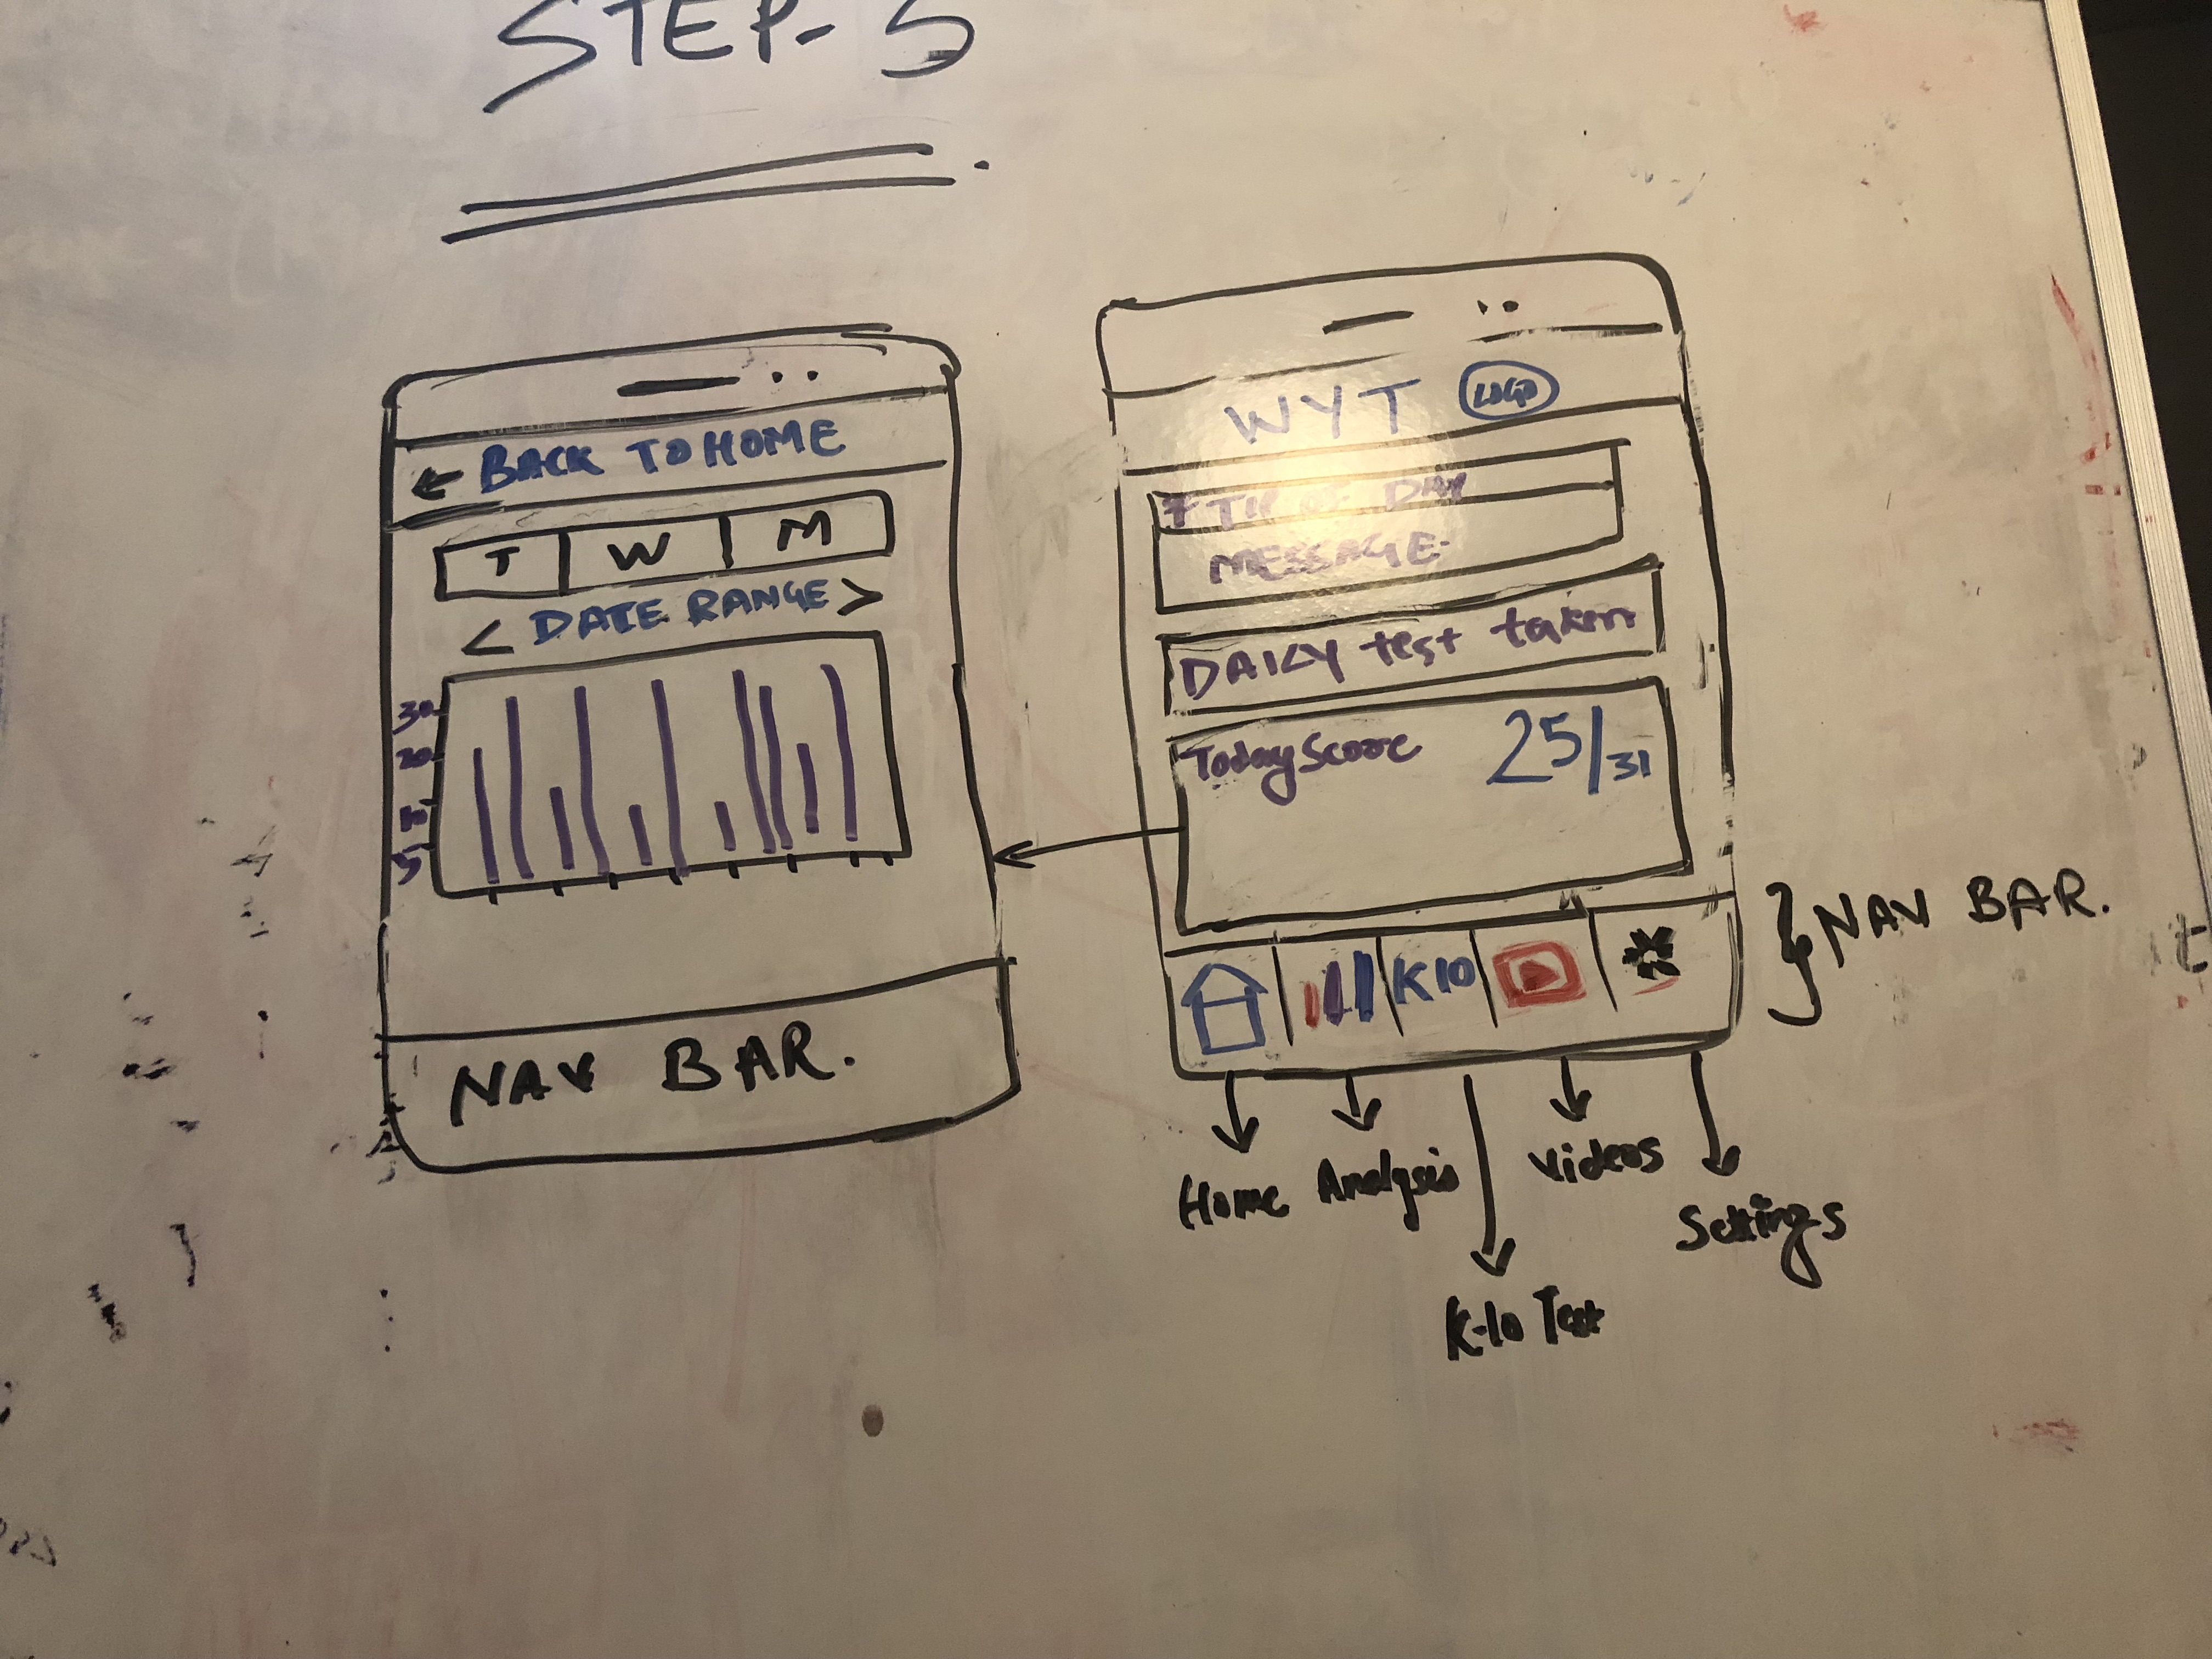 STEP-5
← BACK TO HOME
T W M
< DATE RANGE >
30
20
10
5
NAV BAR.
WYT LOGO
TIP OF DAY
MESSAGE.
DAILY test taken
Today Score 25/31
K10
NAV BAR.
Home Analysis Videos
Settings
K-10 Test